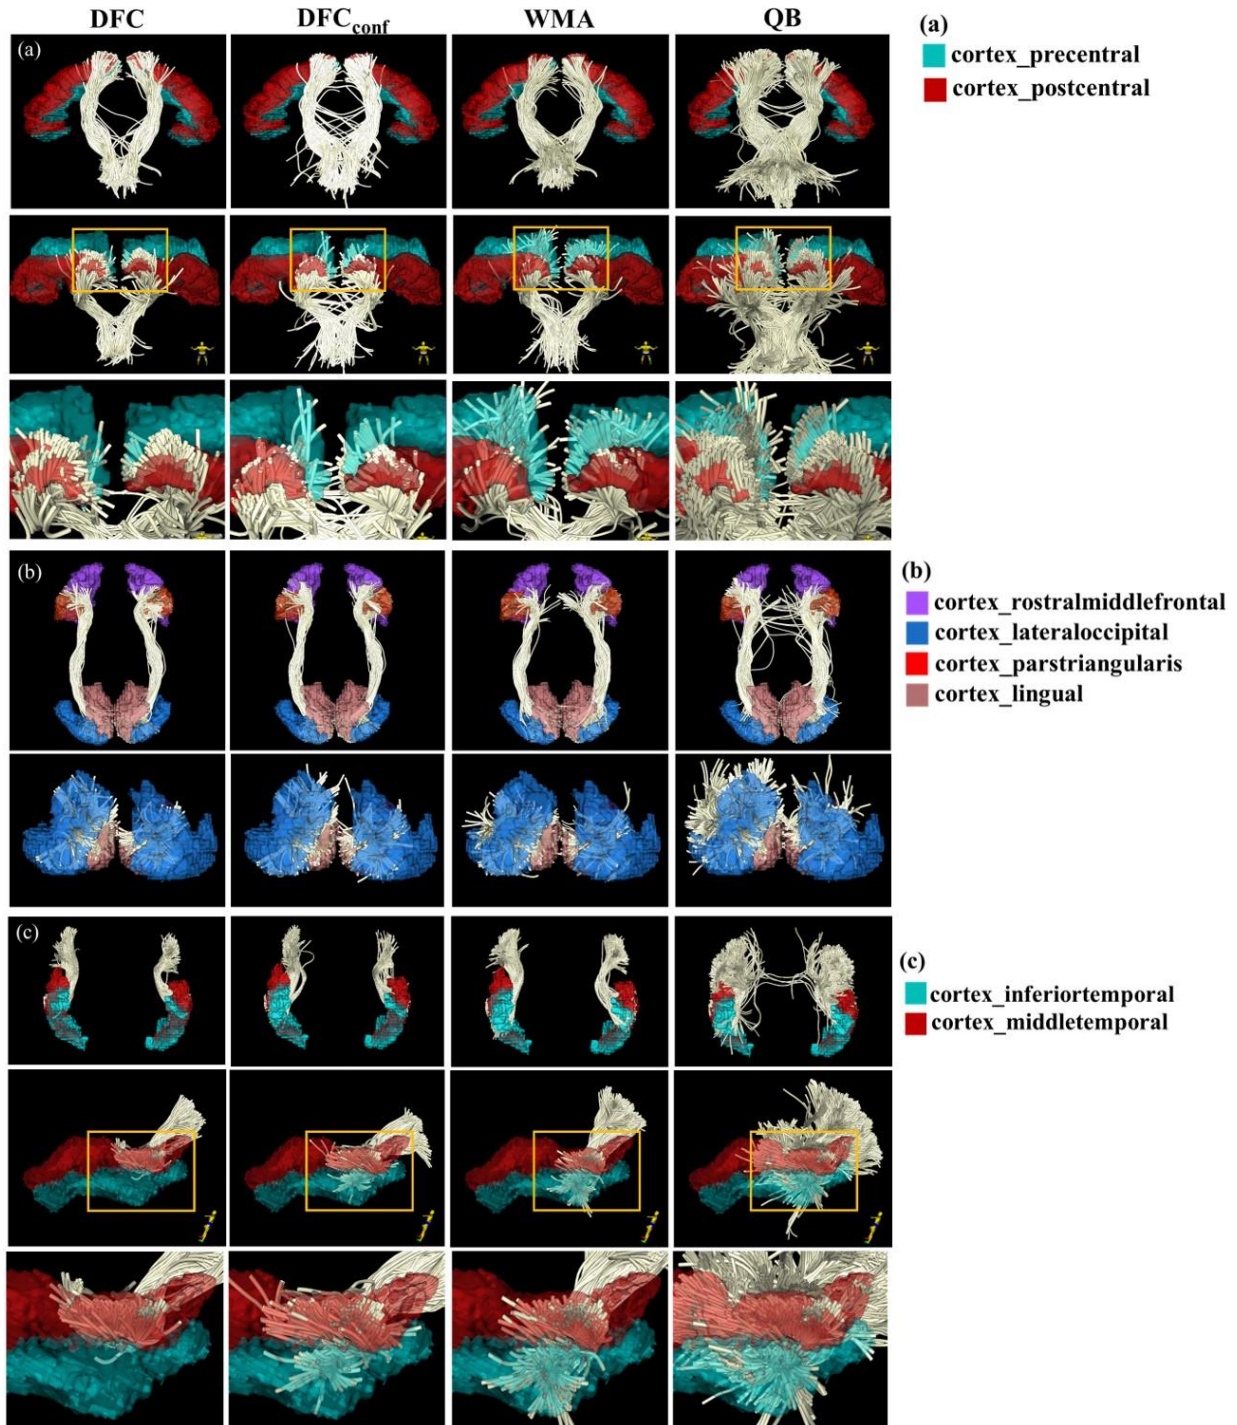 DFC DFCconf WMA QB
(a)
cortex_precentral
cortex_postcentral
(a)
(b)
cortex_rostralmiddlefrontal
cortex_lateraloccipital
cortex_parstriangularis
cortex_lingual
(b)
(c)
cortex_inferiortemporal
cortex_middletemporal
(c)